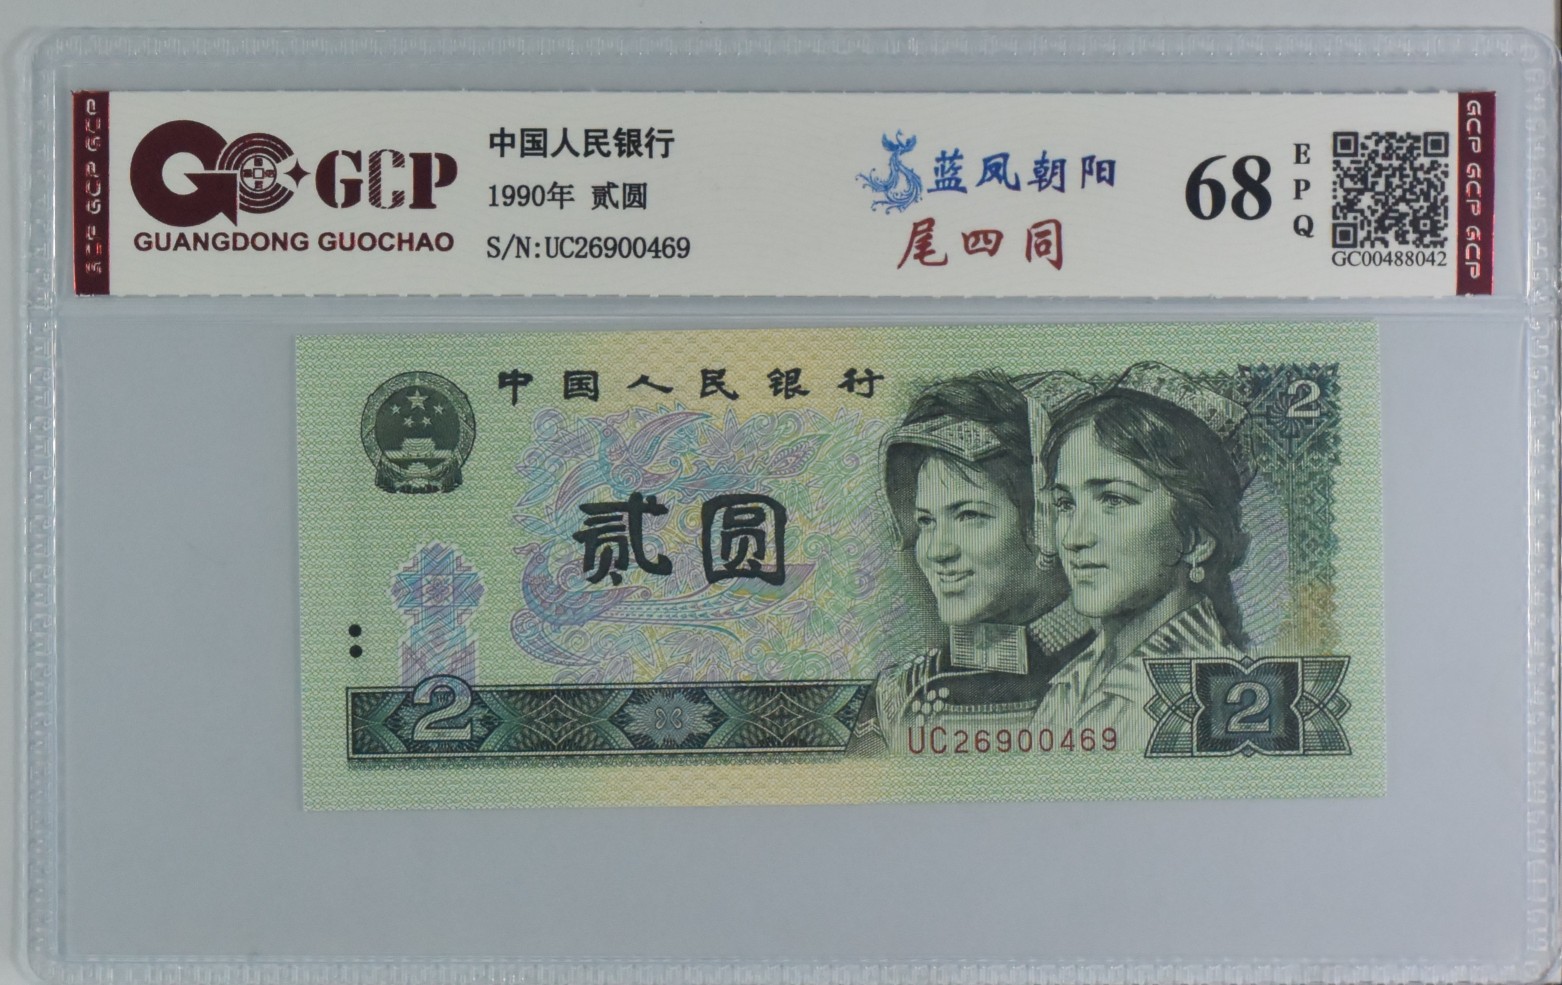 GCP
GUANGDONG GUOCHAO
中国人民银行
1990年 贰圆
S/N:UC26900469
蓝凤朝阳
尾四同
68
EPQ
GC00488042
GCP GCP GCP
GCP GCP GCP
中国人民银行
2
贰圆
2
UC26900469
2